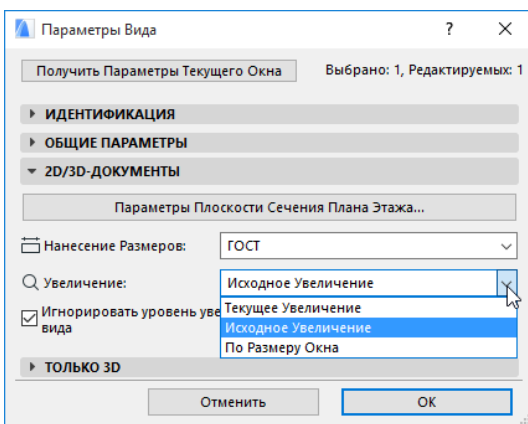 Параметры Вида
?
Получить Параметры Текущего Окна
Выбрано: 1, Редактируемых: 1
ИДЕНТИФИКАЦИЯ
ОБЩИЕ ПАРАМЕТРЫ
2D/3D-ДОКУМЕНТЫ
Параметры Плоскости Сечения Плана Этажа...
Нанесение Размеров:
ГОСТ
Увеличение:
Исходное Увеличение
Текущее Увеличение
Исходное Увеличение
По Размеру Окна
Игнорировать уровень уве
вида
ТОЛЬКО 3D
Отменить
OK